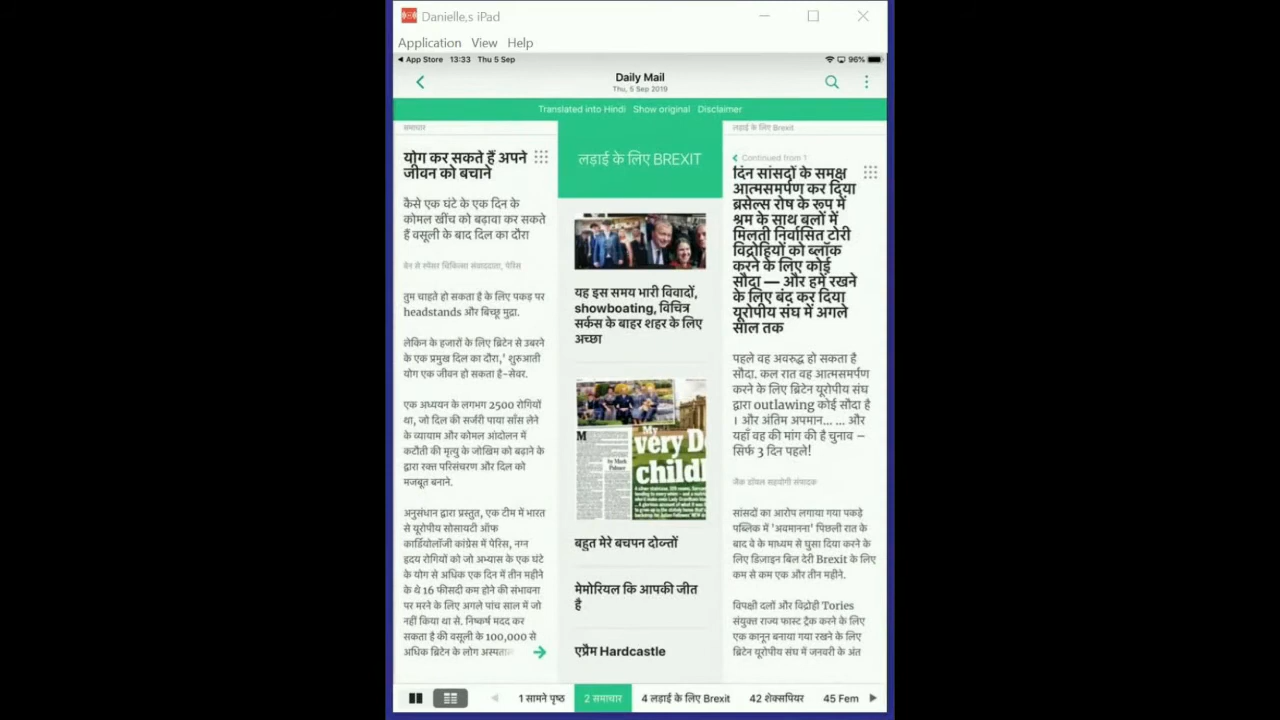 Danielle,s iPad
Application View Help
App Store 13:33 Thu 5 Sep
96%
Daily Mail
Thu, 5 Sep 2019
Translated into Hindi Show original Disclaimer
समाचार
योग कर सकते हैं अपने
जीवन को बचाने
कैसे एक घंटे के एक दिन के
कोमल खींच को बढ़ावा कर सकते
हैं वसूली के बाद दिल का दौरा
बैन से स्पेंसर चिकित्सा संवाददाता, पेरिस
तुम चाहते हो सकता है के लिए पकड़ पर
headstands और बिच्छू मुद्रा.
लेकिन के हजारों के लिए ब्रिटेन से उबरने
के एक प्रमुख दिल का दौरा,' शुरुआती
योग एक जीवन हो सकता है-सेवर.
एक अध्ययन के लगभग 2500 रोगियों
था, जो दिल की सर्जरी पाया साँस लेने
के व्यायाम और कोमल आंदोलन में
कटौती की मृत्यु के जोखिम को बढ़ाने के
द्वारा रक्त परिसंचरण और दिल को
मजबूत बनाने.
अनुसंधान द्वारा प्रस्तुत, एक टीम में भारत
से यूरोपीय सोसायटी ऑफ
कार्डियोलॉजी कांग्रेस में पेरिस, नग्न
हृदय रोगियों को जो अभ्यास के एक घंटे
के योग से अधिक एक दिन में तीन महीने
के थे 16 फीसदी कम होने की संभावना
पर मरने के लिए अगले पांच साल में जो
नहीं किया था से. निष्कर्ष मदद कर
सकता है की वसूली के 100,000 से
अधिक ब्रिटेन के लोग
लड़ाई के लिए BREXIT
यह इस समय भारी विवादों,
showboating, विचित्र
सर्कस के बाहर शहर के लिए
अच्छा
by Mark
Palmer
very D
child
बहुत मेरे बचपन दोव्तों
मेमोरियल कि आपकी जीत
है
एप्रैम Hardcastle
लड़ाई के लिए Brexit
Continued from 1
दिन सांसदों के समक्ष
आत्मसमर्पण कर दिया
ब्रसेल्स रोष के रूप में
श्रम के साथ बलों में
मिलती निर्वासित टोरी
विद्रोहियों को ब्लॉक
करने के लिए कोई
सौदा — और हमें रखने
के लिए बंद कर दिया
यूरोपीय संघ में अगले
साल तक
पहले वह अवरुद्ध हो सकता है
सौदा. कल रात वह आत्मसमर्पण
करने के लिए ब्रिटेन यूरोपीय संघ
द्वारा outlawing कोई सौदा है
। और अंतिम अपमान... ... और
यहाँ वह की मांग की है चुनाव –
सिर्फ 3 दिन पहले!
जैक डॉयल सहयोगी संपादक
सांसदों का आरोप लगाया गया पकड़े
पब्लिक में 'अवमानना' पिछली रात के
बाद वे के माध्यम से घुसा दिया करने के
लिए डिज़ाइन बिल देरी Brexit के लिए
कम से कम एक और तीन महीने.
विपक्षी दलों और विद्रोही Tories
संयुक्त राज्य फास्ट ट्रैक करने के लिए
एक कानून बनाया गया रखने के लिए
ब्रिटेन यूरोपीय संघ में जनवरी के अंत
1 सामने पृष्ठ 2 समाचार 4 लड़ाई के लिए Brexit 42 शेक्सपियर 45 Fem